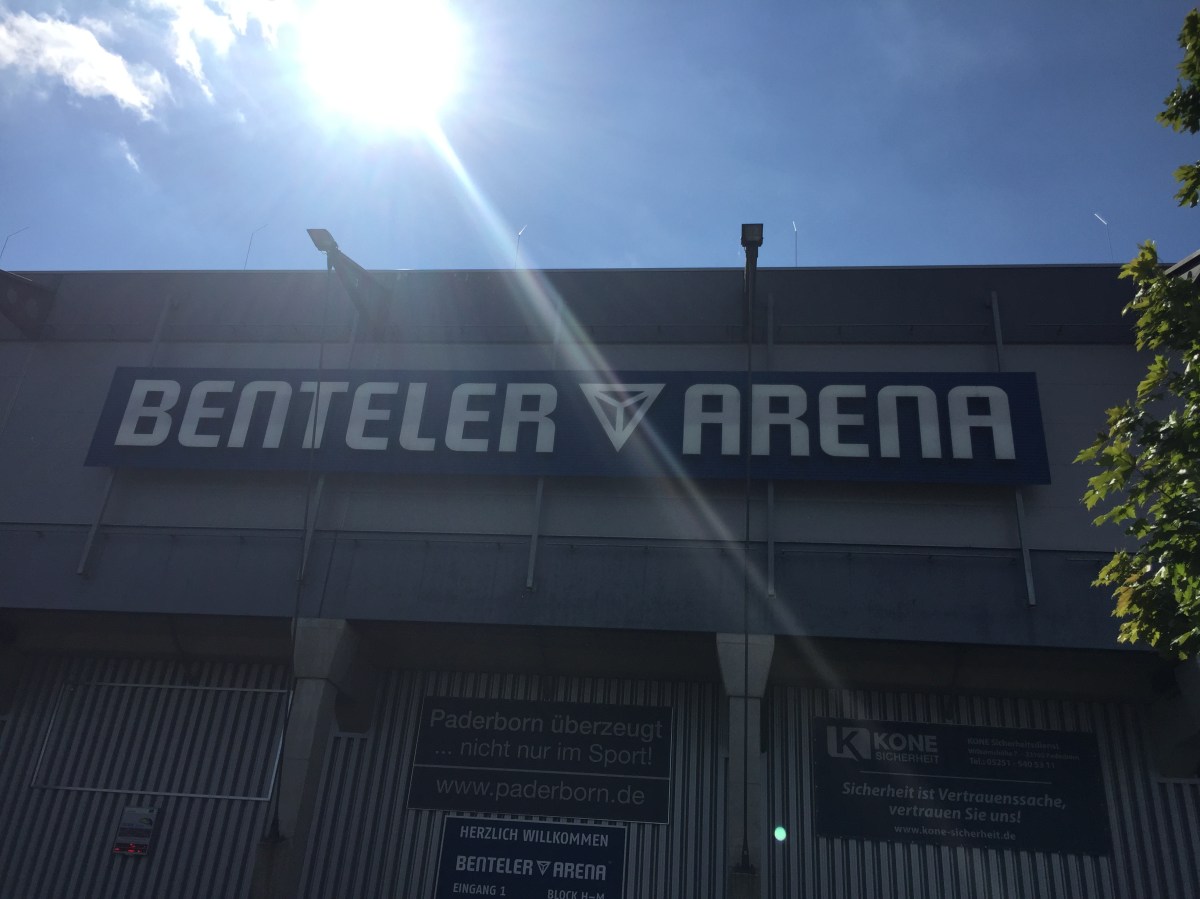 BENTELER ARENA
Paderborn überzeugt
... nicht nur im Sport!
www.paderborn.de
KONE
SICHERHEIT
Sicherheit ist Vertrauenssache,
vertrauen Sie uns!
www.kone-sicherheit.de
HERZLICH WILLKOMMEN
BENTELER ARENA
EINGANG 1 BLOCK H–M